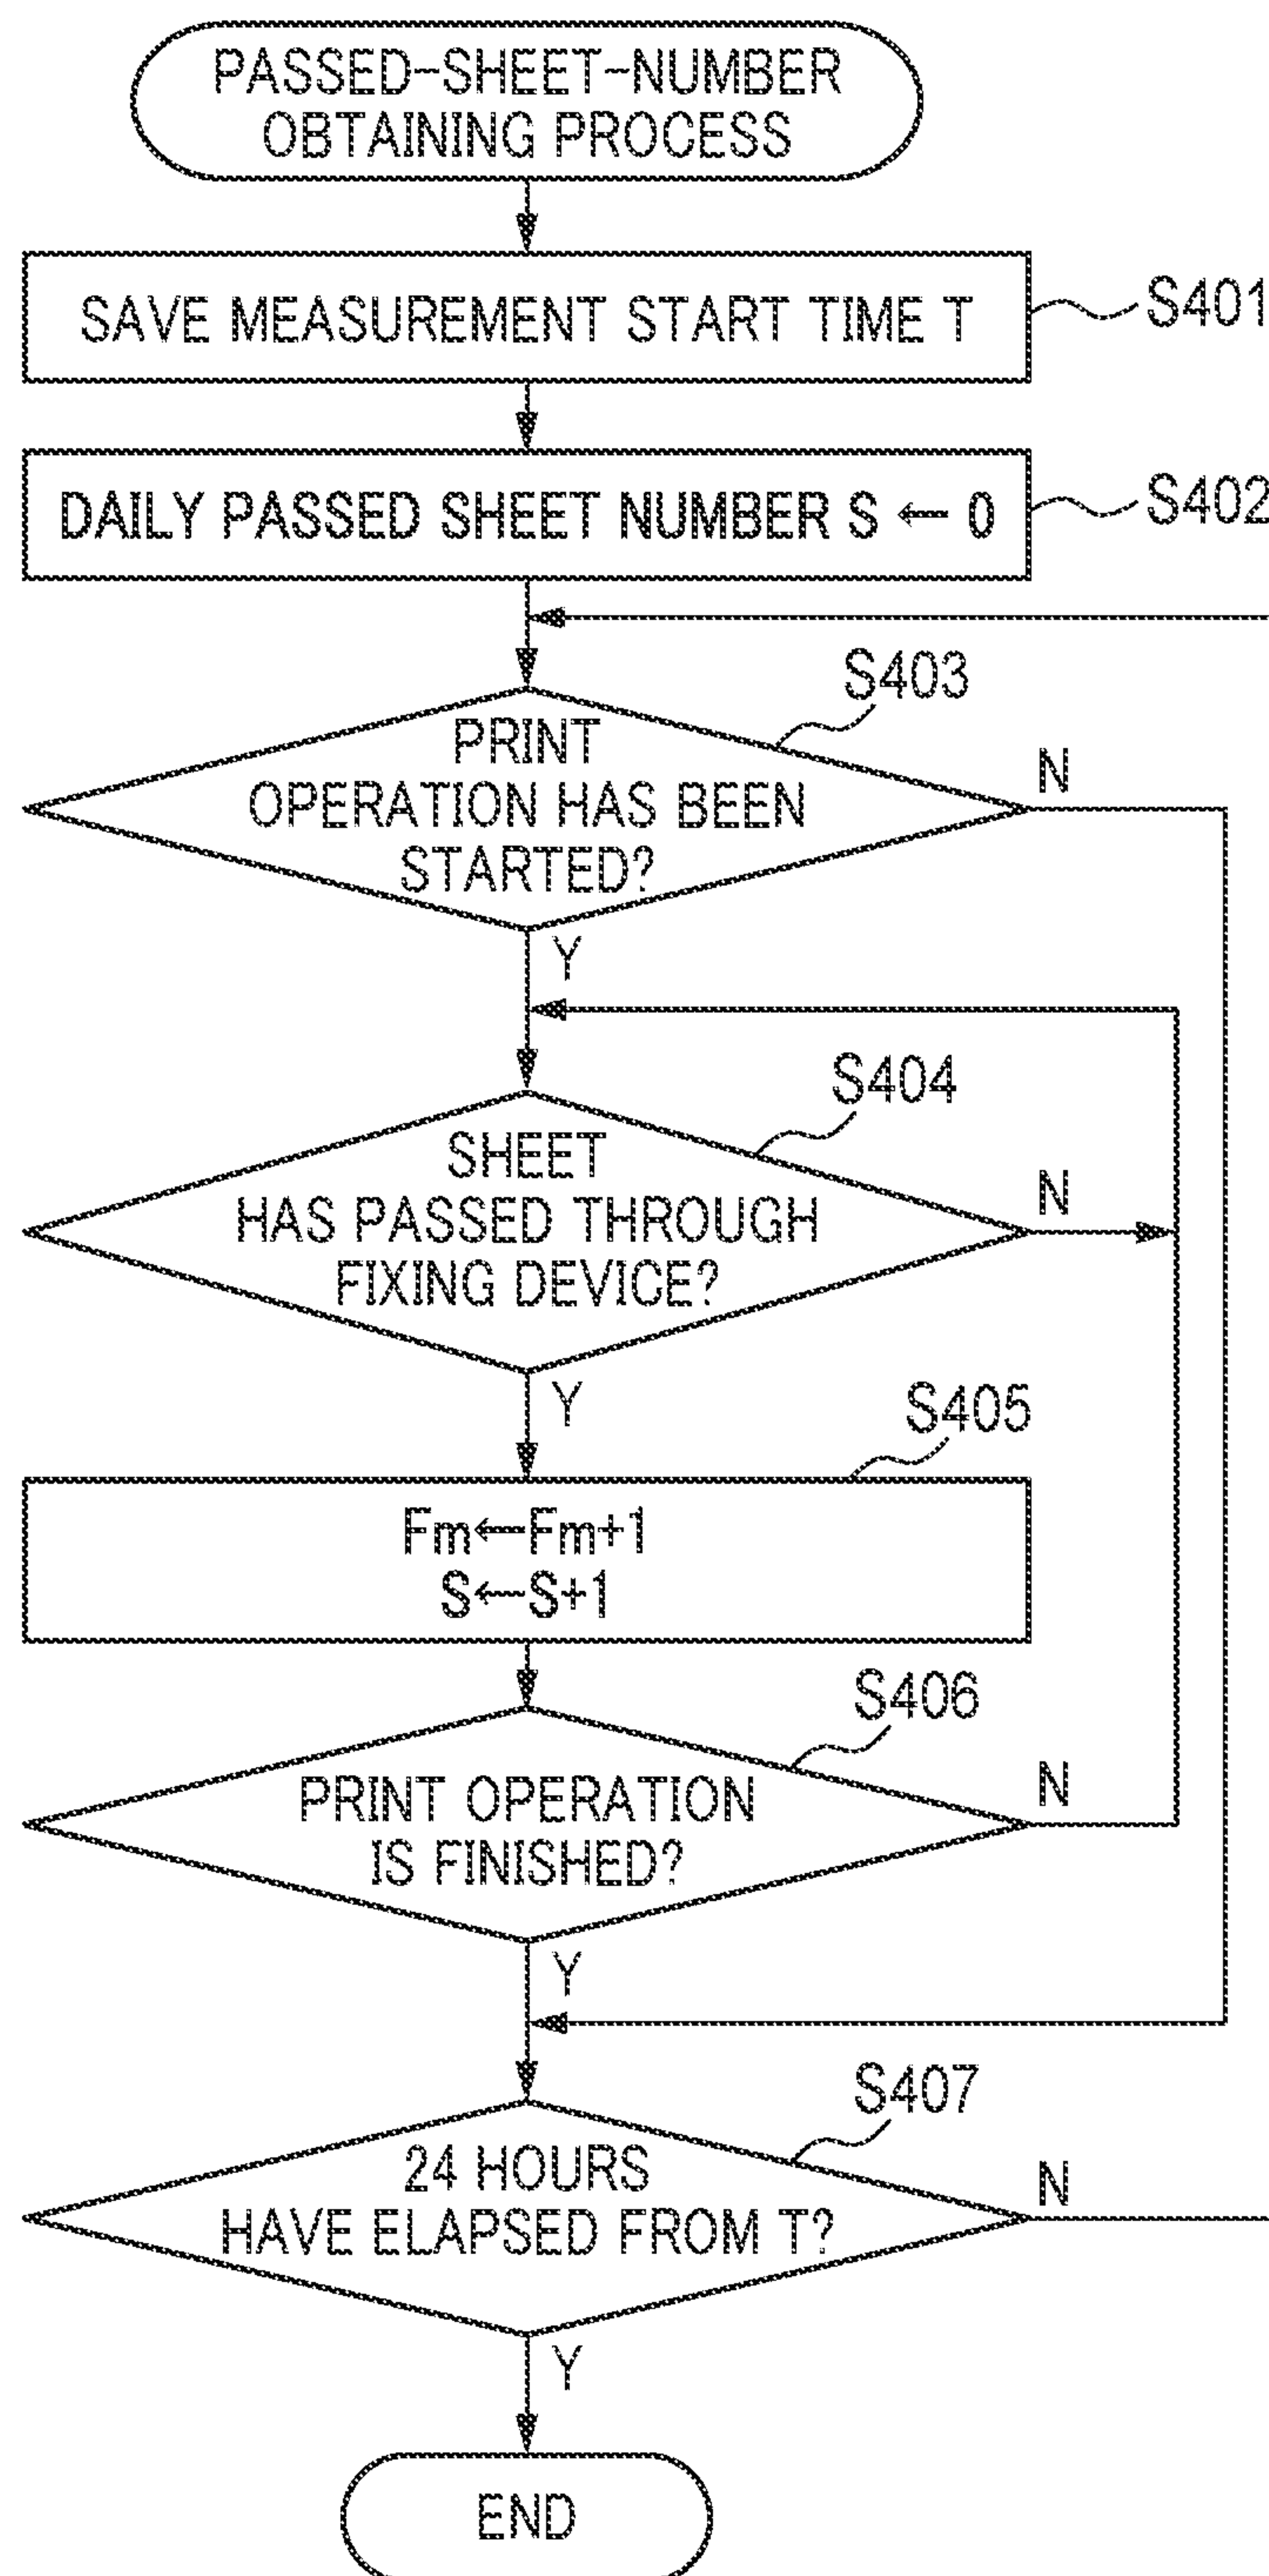 PASSED-SHEET-NUMBER
OBTAINING PROCESS
SAVE MEASUREMENT START TIME T
S401
DAILY PASSED SHEET NUMBER S ← 0
S402
S403
PRINT
OPERATION HAS BEEN
STARTED?
N
Y
S404
SHEET
HAS PASSED THROUGH
FIXING DEVICE?
N
Y
S405
Fm←Fm+1
S←S+1
S406
PRINT OPERATION
IS FINISHED?
N
Y
S407
24 HOURS
HAVE ELAPSED FROM T?
N
Y
END